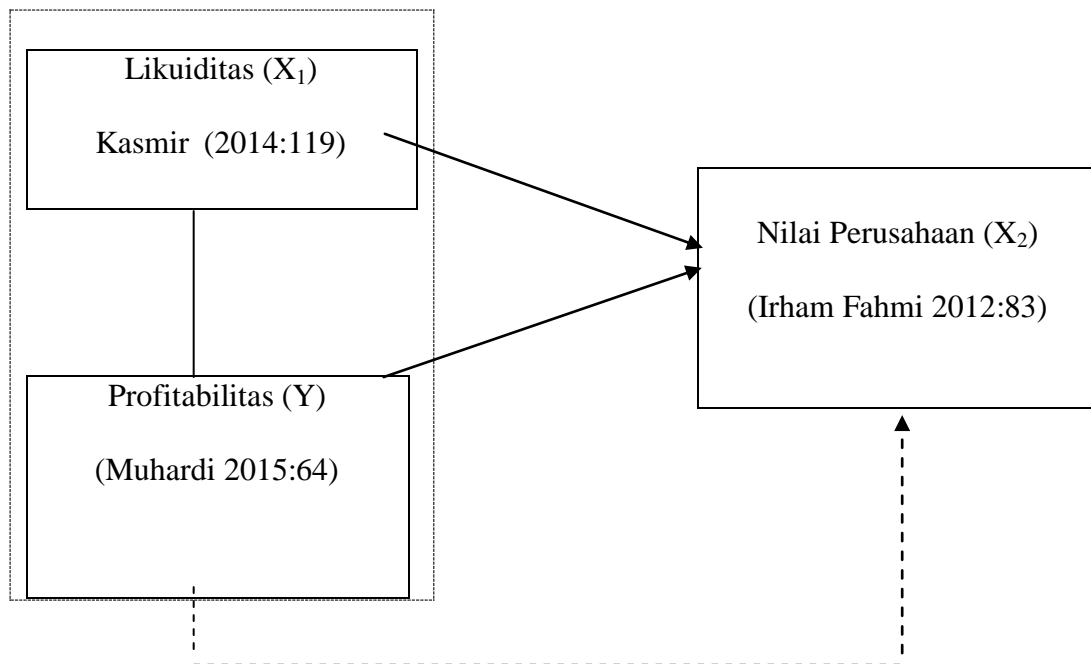 Likuiditas (X₁)
Kasmir (2014:119)
Nilai Perusahaan (X₂)
(Irham Fahmi 2012:83)
Profitabilitas (Y)
(Muhardi 2015:64)